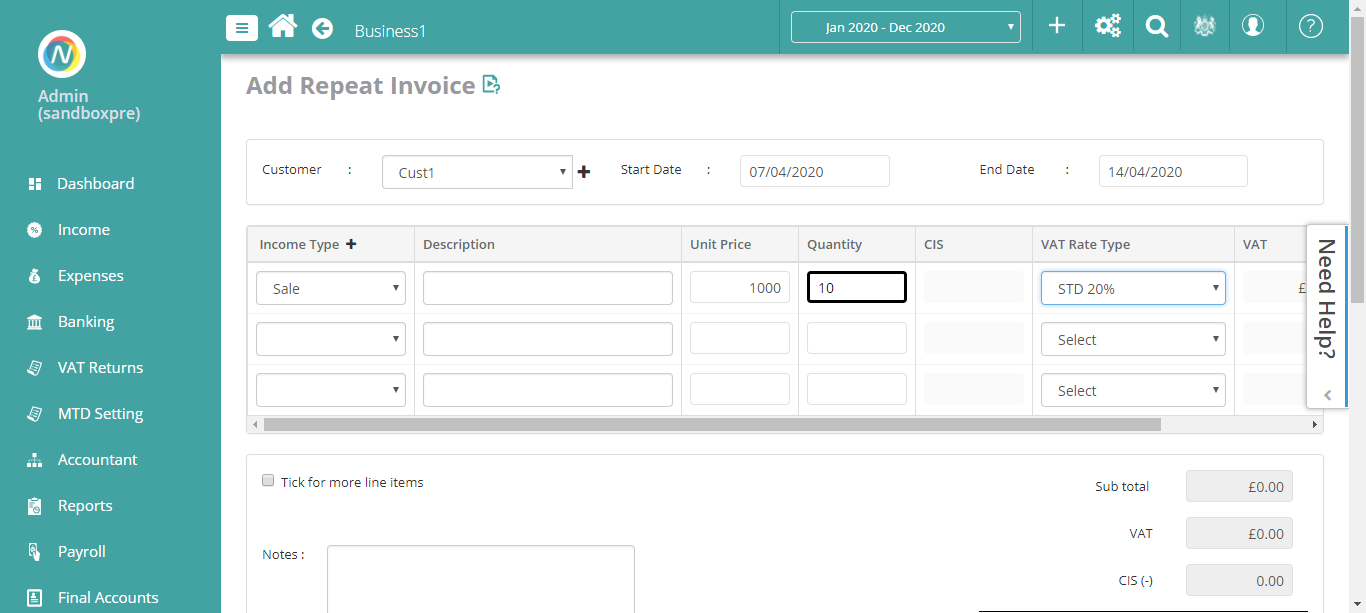 Business1
Jan 2020 - Dec 2020
N
Admin
(sandboxpre)
Dashboard
Income
Expenses
Banking
VAT Returns
MTD Setting
Accountant
Reports
Payroll
Final Accounts
Add Repeat Invoice
Customer : Cust1 Start Date : 07/04/2020 End Date : 14/04/2020
Income Type Description Unit Price Quantity CIS VAT Rate Type VAT
Sale 1000 10 STD 20% £
Select
Select
Need Help?
Tick for more line items
Sub total £0.00
VAT £0.00
Notes :
CIS (-) 0.00